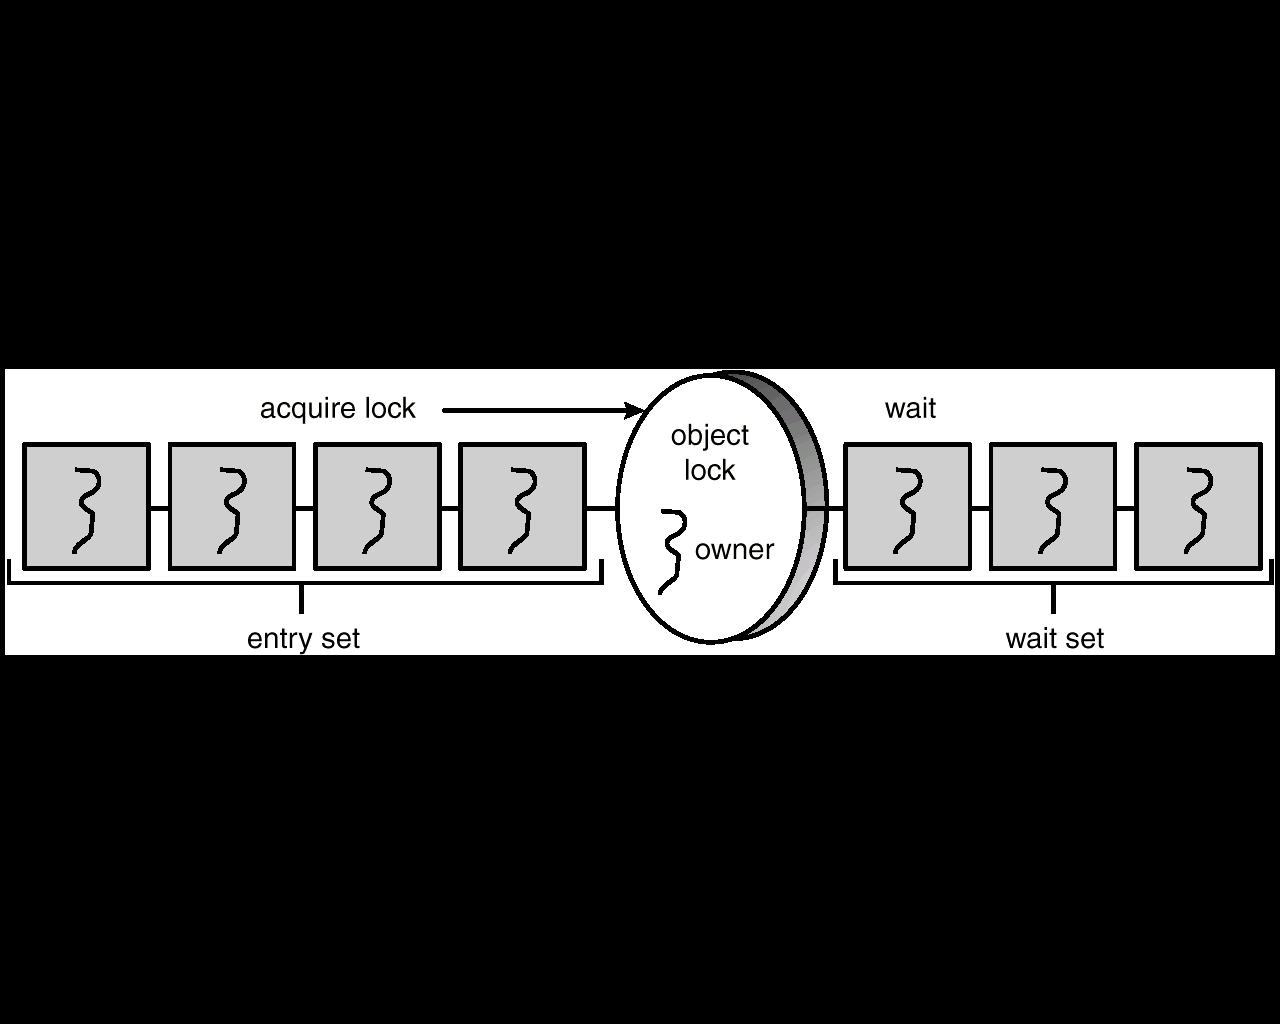 acquire lock
wait
object
lock
owner
entry set
wait set